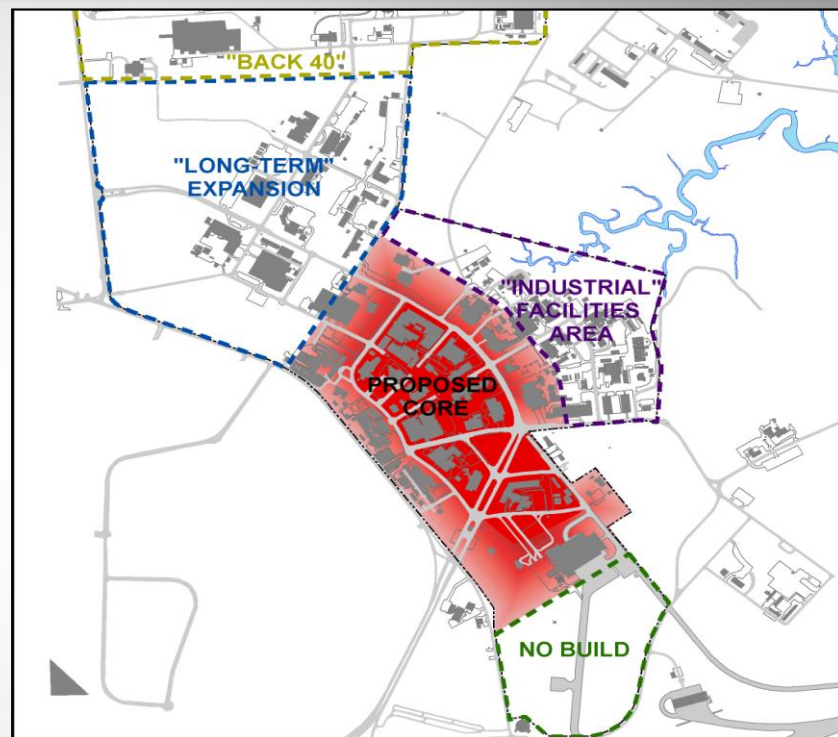 "BACK 40"
"LONG-TERM"
EXPANSION
"INDUSTRIAL"
FACILITIES
AREA
PROPOSED
CORE
NO BUILD